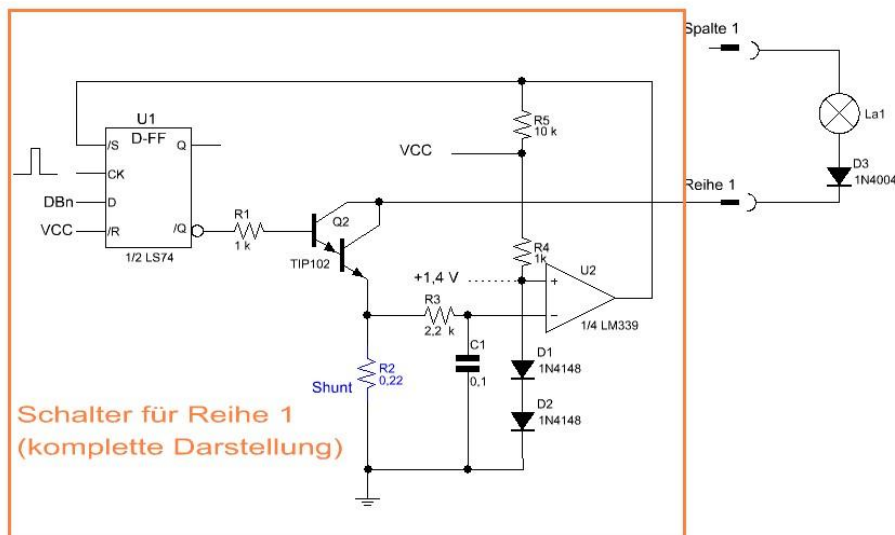 Spalte 1
La1
D3
1N4004
Reihe 1
U1
D-FF
/S
Q
CK
D
/R
/Q
1/2 LS74
DBn
VCC
R1
1 k
Q2
TIP102
VCC
R5
10 k
R4
1k
+1,4 V
U2
+
−
1/4 LM339
R3
2,2 k
C1
0,1
D1
1N4148
D2
1N4148
R2
0,22
Shunt
Schalter für Reihe 1
(komplette Darstellung)